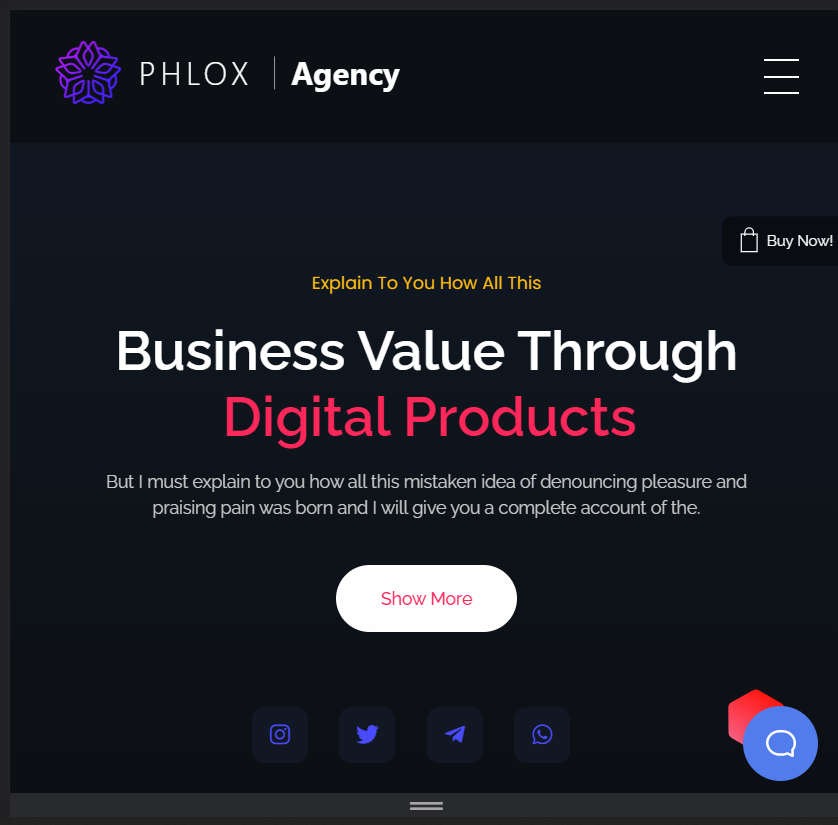 PHLOX | Agency
Buy Now!
Explain To You How All This
Business Value Through
Digital Products
But I must explain to you how all this mistaken idea of denouncing pleasure and
praising pain was born and I will give you a complete account of the.
Show More